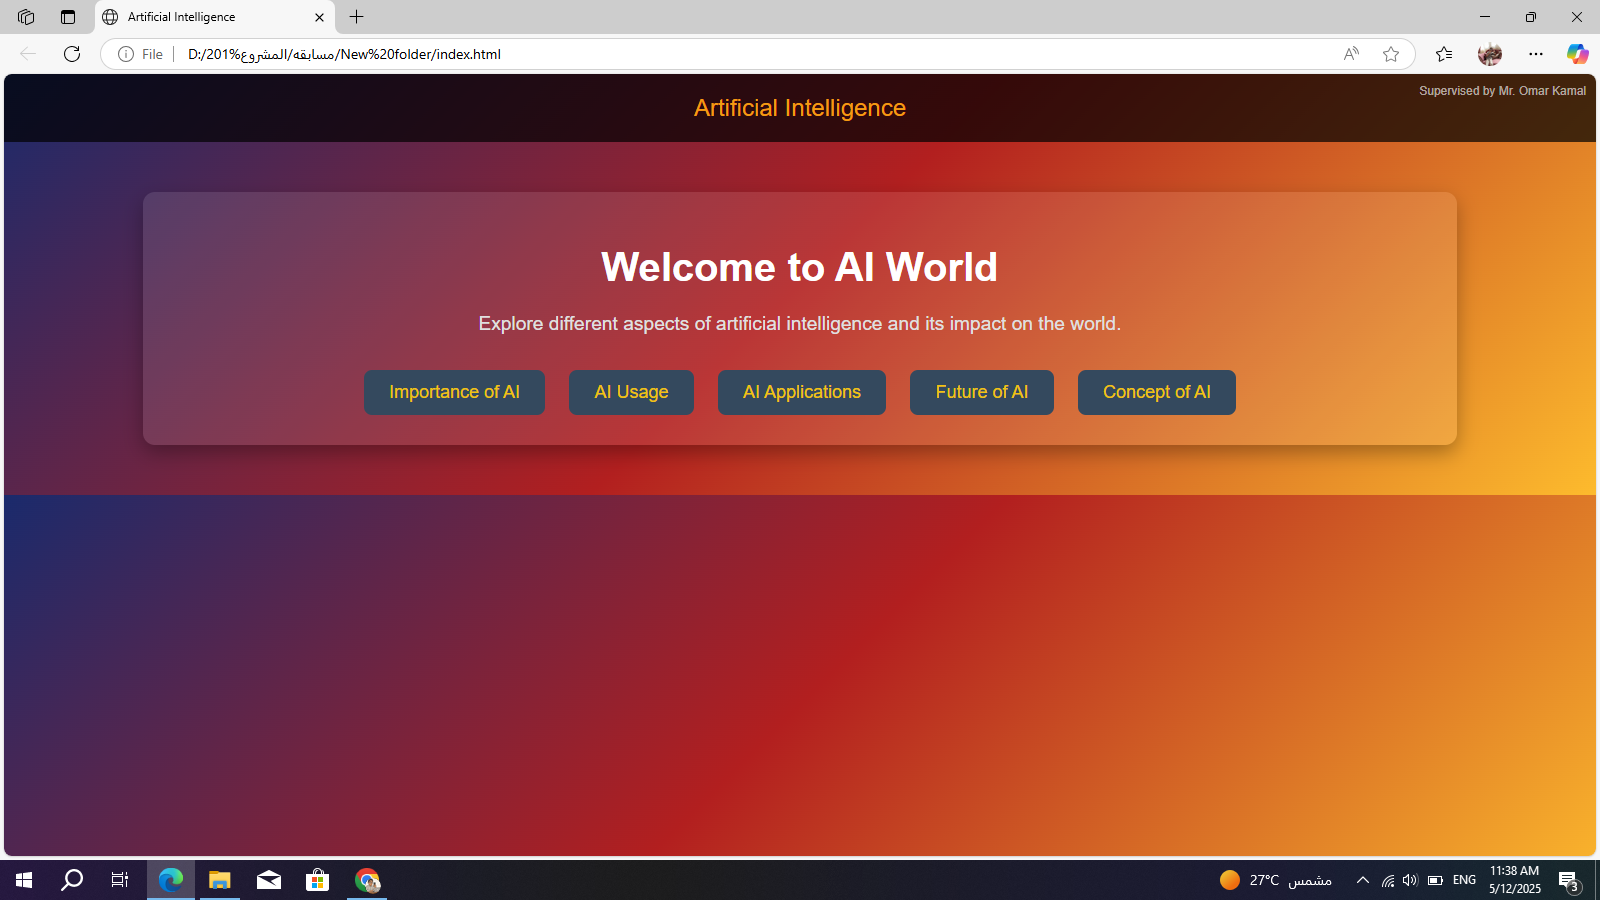 Artificial Intelligence
File
D:/201%مسابقه/المشروع/New%20folder/index.html
Supervised by Mr. Omar Kamal
Artificial Intelligence
Welcome to AI World
Explore different aspects of artificial intelligence and its impact on the world.
Importance of AI
AI Usage
AI Applications
Future of AI
Concept of AI
27°C مشمس
ENG
11:38 AM
5/12/2025
3